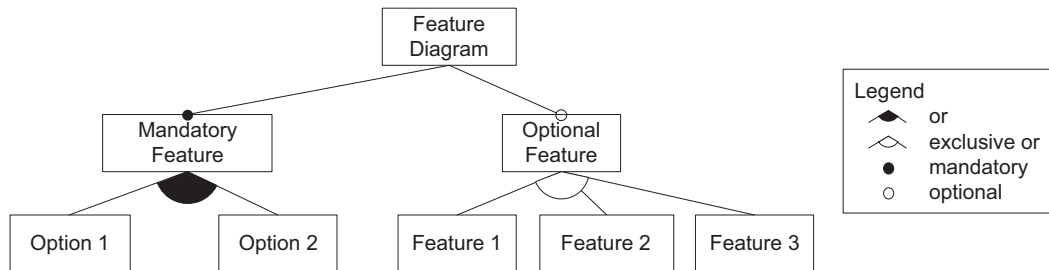 Feature
Diagram
Mandatory
Feature
Optional
Feature
Option 1
Option 2
Feature 1
Feature 2
Feature 3
Legend
or
exclusive or
mandatory
optional